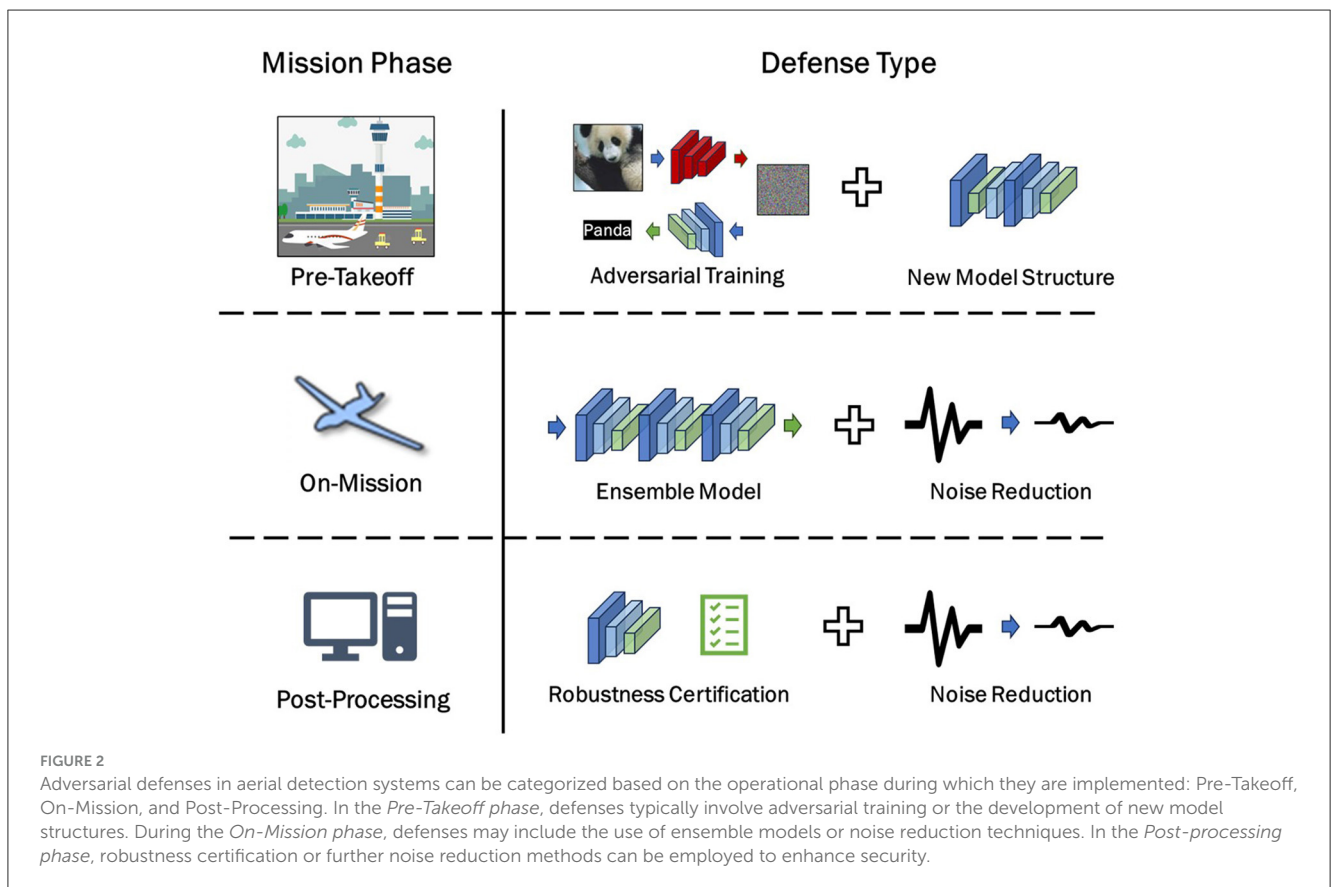 Mission Phase
Defense Type
Panda
Pre-Takeoff
Adversarial Training
New Model Structure
On-Mission
Ensemble Model
Noise Reduction
Post-Processing
Robustness Certification
Noise Reduction
FIGURE 2
Adversarial defenses in aerial detection systems can be categorized based on the operational phase during which they are implemented: Pre-Takeoff,
On-Mission, and Post-Processing. In the Pre-Takeoff phase, defenses typically involve adversarial training or the development of new model
structures. During the On-Mission phase, defenses may include the use of ensemble models or noise reduction techniques. In the Post-processing
phase, robustness certification or further noise reduction methods can be employed to enhance security.